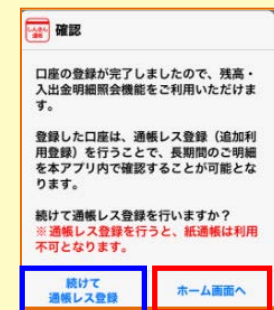 しんきん
通帳
確認
口座の登録が完了しましたので、残高・
入出金明細照会機能をご利用いただけま
す。
登録した口座は、通帳レス登録（追加利
用登録）を行うことで、長期間のご明細
を本アプリ内で確認することが可能とな
ります。
続けて通帳レス登録を行いますか？
※通帳レス登録を行うと、紙通帳は利用
不可となります。
続けて
通帳レス登録
ホーム画面へ